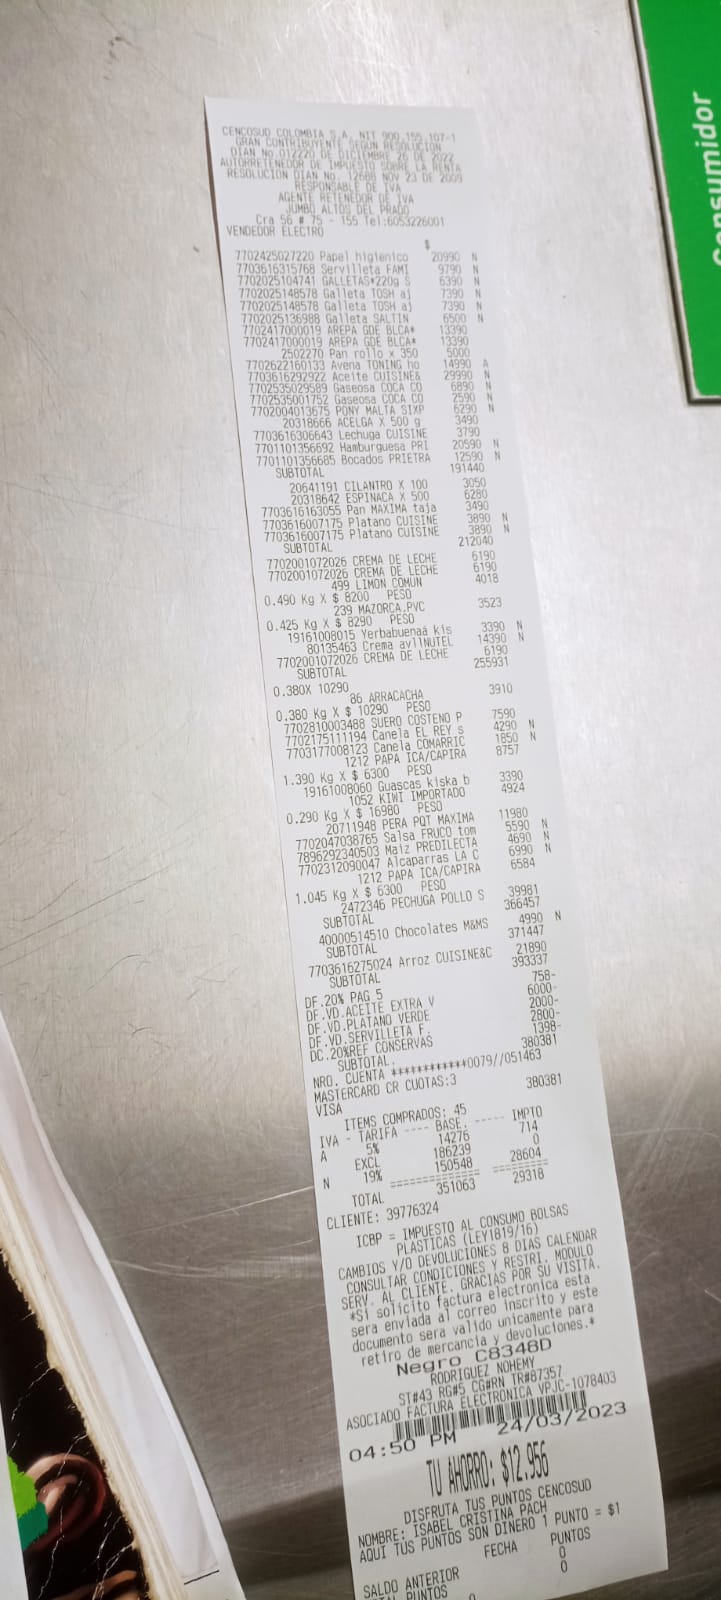 onsumidor
CENCOSUD COLOMBIA S.A. NIT 900.155.107-1
GRAN CONTRIBUYENTE SEGUN RESOLUCION
DIAN No.012220 DE DICIEMBRE 26 DE 2022
AUTORRETENEDOR DE IMPUESTO SOBRE LA RENTA
RESOLUCION DIAN No. 12688 NOV 23 DE 2009
RESPONSABLE DE IVA
AGENTE RETENEDOR DE IVA
JUMBO ALTOS DEL PRADO
Cra 56 # 75 - 155 Tel:6053226001
VENDEDOR ELECTRO
$
7702425027220 Papel higienico 20990 N
7703616315768 Servilleta FAMI 9790 N
7702025104741 GALLETAS*220g S 6390 N
7702025148578 Galleta TOSH aj 7390 N
7702025148578 Galleta TOSH aj 7390 N
7702025136988 Galleta SALTIN 6500 N
7702417000019 AREPA GDE BLCA* 13390
7702417000019 AREPA GDE BLCA* 13390
2502270 Pan rollo x 350 5000
7702622160133 Avena TONING ho 14990 A
7703616292922 Aceite CUISINE& 29990 N
7702535029589 Gaseosa COCA CO 6890 N
7702535001752 Gaseosa COCA CO 2590 N
7702004013675 PONY MALTA SIXP 6290 N
20318666 ACELGA X 500 g 3490
7703616306643 Lechuga CUISINE 3790
7701101356692 Hamburguesa PRI 20590 N
7701101356685 Bocados PRIETRA 12590 N
SUBTOTAL 191440
20641191 CILANTRO X 100 3050
20318642 ESPINACA X 500 6280
7703616163055 Pan MAXIMA taja 3490
7703616007175 Platano CUISINE 3890 N
7703616007175 Platano CUISINE 3890 N
SUBTOTAL 212040
7702001072026 CREMA DE LECHE 6190
7702001072026 CREMA DE LECHE 6190
499 LIMON COMUN 4018
0.490 Kg X $ 8200 PESO
239 MAZORCA.PVC 3523
0.425 Kg X $ 8290 PESO
19161008015 Yerbabuenaá kis 3390 N
80135463 Crema avllNUTEL 14390 N
7702001072026 CREMA DE LECHE 6190
SUBTOTAL 255931
0.380X 10290
86 ARRACACHA 3910
0.380 Kg X $ 10290 PESO
7702810003488 SUERO COSTENO P 7590
7702175111194 Canela EL REY s 4290 N
7703177008123 Canela COMARRIC 1850 N
1212 PAPA ICA/CAPIRA 8757
1.390 Kg X $ 6300 PESO
19161008060 Guascas kiska b 3390
1052 KIWI IMPORTADO 4924
0.290 Kg X $ 16980 PESO
20711948 PERA PQT MAXIMA 11980
7702047038765 Salsa FRUCO tom 5590 N
7896292340503 Maiz PREDILECTA 4690 N
7702312090047 Alcaparras LA C 6990 N
1212 PAPA ICA/CAPIRA 6584
1.045 Kg X $ 6300 PESO
2472346 PECHUGA POLLO S 39981
SUBTOTAL 366457
40000514510 Chocolates M&MS 4990 N
SUBTOTAL 371447
7703616275024 Arroz CUISINE&C 21890
SUBTOTAL 393337
DF.20% PAG 5 758-
DF.VD.ACEITE EXTRA V 6000-
DF.VD.PLATANO VERDE 2000-
DF.VD.SERVILLETA F. 2800-
DC.20%REF CONSERVAS 1398-
SUBTOTAL. 380381
NRO. CUENTA ************0079//051463
MASTERCARD CR CUOTAS:3 380381
VISA
ITEMS COMPRADOS: 45
IVA - TARIFA ---- BASE. ----- IMPTO
A 5% 14276 714
EXCL 186239 0
N 19% 150548 28604
============ ========
TOTAL 351063 29318
CLIENTE: 39776324
ICBP = IMPUESTO AL CONSUMO BOLSAS
PLASTICAS (LEY1819/16)
CAMBIOS Y/O DEVOLUCIONES 8 DIAS CALENDAR
CONSULTAR CONDICIONES Y RESTRI. MODULO
SERV. AL CLIENTE. GRACIAS POR SU VISITA.
*Si solicito factura electronica esta
sera enviada al correo inscrito y este
documento sera valido unicamente para
retiro de mercancia y devoluciones.*
Negro C8348D
RODRIGUEZ NOHEMY
ST#43 RG#5 CG#RN TR#87357
ASOCIADO FACTURA ELECTRONICA VPJC-1078403
04:50 PM 24/03/2023
TU AHORRO: $12.956
DISFRUTA TUS PUNTOS CENCOSUD
NOMBRE: ISABEL CRISTINA PACH
AQUI TUS PUNTOS SON DINERO 1 PUNTO = $1
FECHA PUNTOS
SALDO ANTERIOR 0
PUNTOS 0